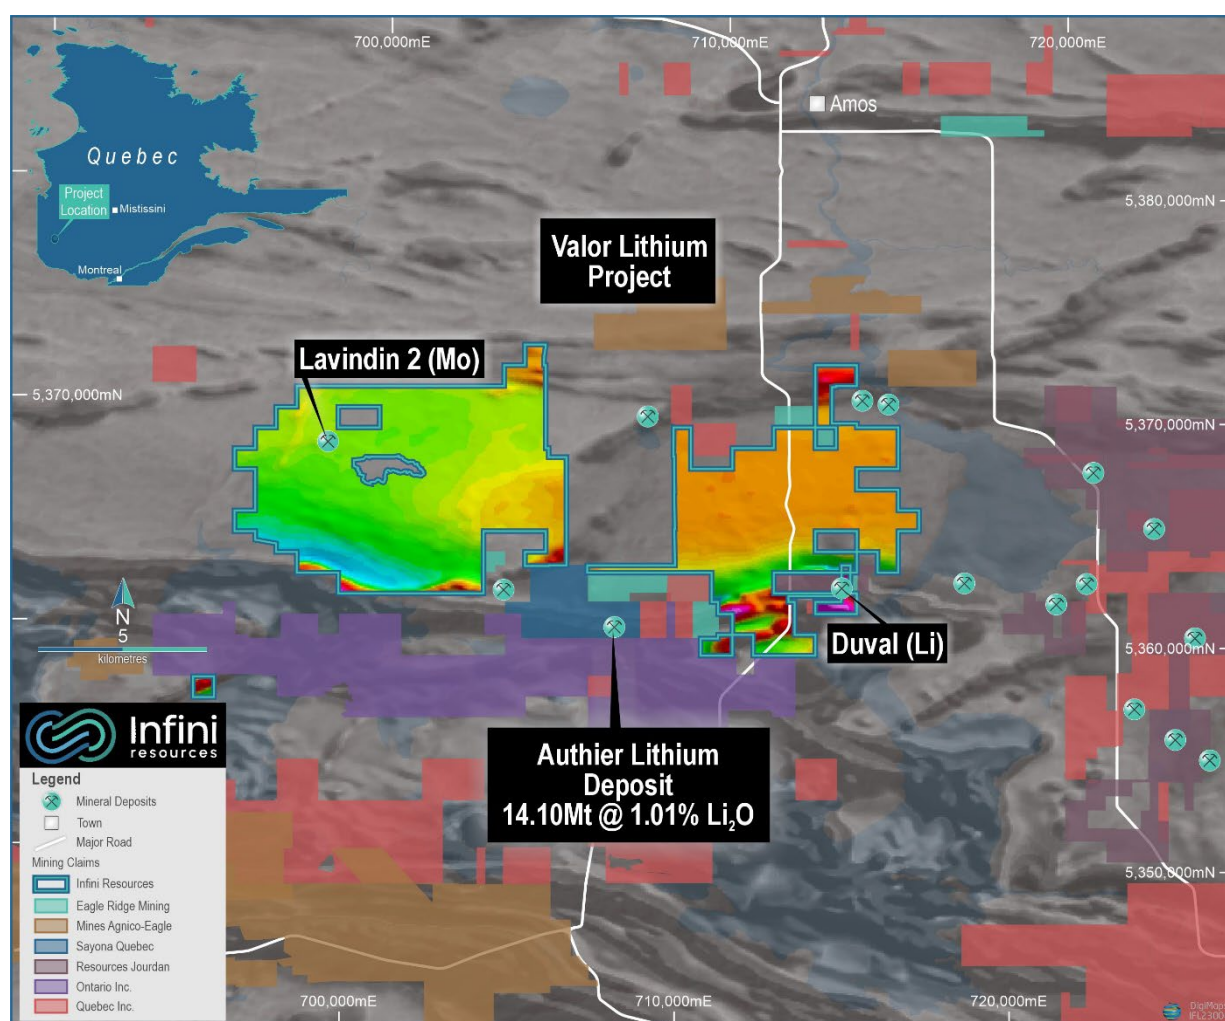 700,000mE
710,000mE
720,000mE
Amos
Quebec
Project
Location
Mistissini
Montreal
5,380,000mN
Valor Lithium
Project
Lavindin 2 (Mo)
5,370,000mN
5,370,000mN
N
5
kilometres
Duval (Li)
5,360,000mN
Infini
resources
Authier Lithium
Deposit
14.10Mt @ 1.01% Li₂O
Legend
Mineral Deposits
Town
Major Road
Mining Claims
Infini Resources
Eagle Ridge Mining
Mines Agnico-Eagle
Sayona Quebec
Resources Jourdan
Ontario Inc.
Quebec Inc.
5,350,000mN
700,000mE
710,000mE
720,000mE